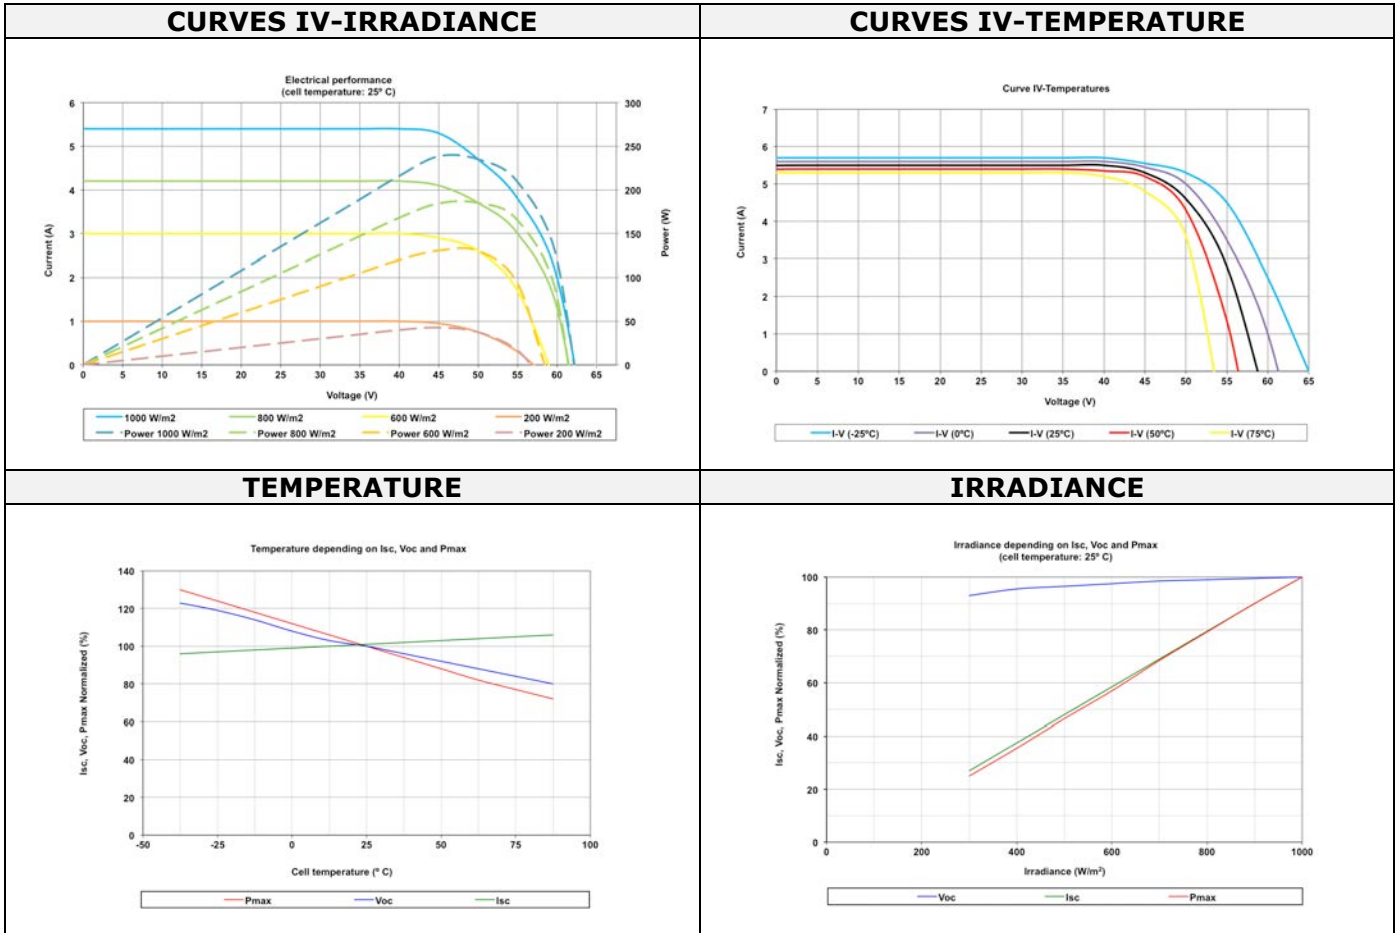 CURVES IV-IRRADIANCE
Electrical performance
(cell temperature: 25º C)
6
5
4
3
2
1
0
Current (A)
300
250
200
150
100
50
0
Power (W)
0 5 10 15 20 25 30 35 40 45 50 55 60 65
Voltage (V)
1000 W/m2 800 W/m2 600 W/m2 200 W/m2
Power 1000 W/m2 Power 800 W/m2 Power 600 W/m2 Power 200 W/m2
CURVES IV-TEMPERATURE
Curve IV-Temperatures
7
6
5
4
3
2
1
0
Current (A)
0 5 10 15 20 25 30 35 40 45 50 55 60 65
Voltage (V)
I-V (-25ºC) I-V (0ºC) I-V (25ºC) I-V (50ºC) I-V (75ºC)
TEMPERATURE
Temperature depending on Isc, Voc and Pmax
140
120
100
80
60
40
20
0
Isc, Voc, Pmax Normalized (%)
-50 -25 0 25 50 75 100
Cell temperature (º C)
Pmax Voc Isc
IRRADIANCE
Irradiance depending on Isc, Voc and Pmax
(cell temperature: 25º C)
100
80
60
40
20
0
Isc, Voc, Pmax Normalized (%)
0 200 400 600 800 1000
Irradiance (W/m²)
Voc Isc Pmax